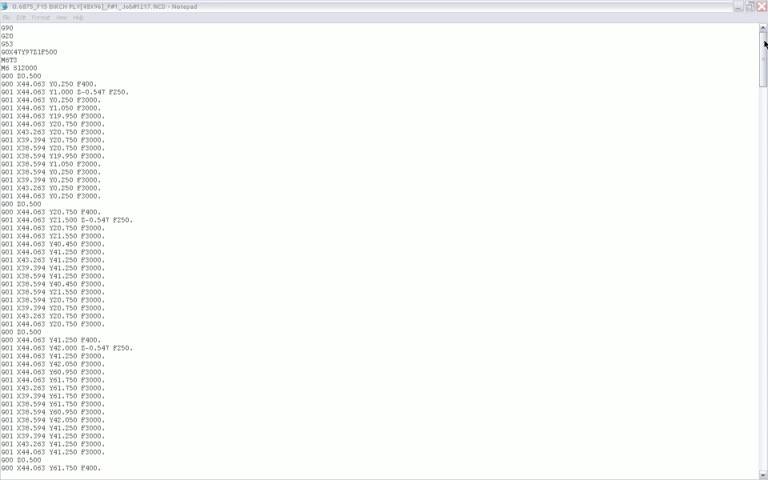 0.6875_F15 BIRCH PLY[48X96]_P#1_Job#1217.NCD - Notepad
File Edit Format View Help
G90
G20
G53
G0X47Y97Z1F500
M6T3
M6 S12000
G00 Z0.500
G00 X44.063 Y0.250 F400.
G01 X44.063 Y1.000 Z-0.547 F250.
G01 X44.063 Y0.250 F3000.
G01 X44.063 Y1.050 F3000.
G01 X44.063 Y19.950 F3000.
G01 X44.063 Y20.750 F3000.
G01 X43.263 Y20.750 F3000.
G01 X39.394 Y20.750 F3000.
G01 X38.594 Y20.750 F3000.
G01 X38.594 Y19.950 F3000.
G01 X38.594 Y1.050 F3000.
G01 X38.594 Y0.250 F3000.
G01 X39.394 Y0.250 F3000.
G01 X43.263 Y0.250 F3000.
G01 X44.063 Y0.250 F3000.
G00 Z0.500
G00 X44.063 Y20.750 F400.
G01 X44.063 Y21.500 Z-0.547 F250.
G01 X44.063 Y20.750 F3000.
G01 X44.063 Y21.550 F3000.
G01 X44.063 Y40.450 F3000.
G01 X44.063 Y41.250 F3000.
G01 X43.263 Y41.250 F3000.
G01 X39.394 Y41.250 F3000.
G01 X38.594 Y41.250 F3000.
G01 X38.594 Y40.450 F3000.
G01 X38.594 Y21.550 F3000.
G01 X38.594 Y20.750 F3000.
G01 X39.394 Y20.750 F3000.
G01 X43.263 Y20.750 F3000.
G01 X44.063 Y20.750 F3000.
G00 Z0.500
G00 X44.063 Y41.250 F400.
G01 X44.063 Y42.000 Z-0.547 F250.
G01 X44.063 Y41.250 F3000.
G01 X44.063 Y42.050 F3000.
G01 X44.063 Y60.950 F3000.
G01 X44.063 Y61.750 F3000.
G01 X43.263 Y61.750 F3000.
G01 X39.394 Y61.750 F3000.
G01 X38.594 Y61.750 F3000.
G01 X38.594 Y60.950 F3000.
G01 X38.594 Y42.050 F3000.
G01 X38.594 Y41.250 F3000.
G01 X39.394 Y41.250 F3000.
G01 X43.263 Y41.250 F3000.
G01 X44.063 Y41.250 F3000.
G00 Z0.500
G00 X44.063 Y61.750 F400.